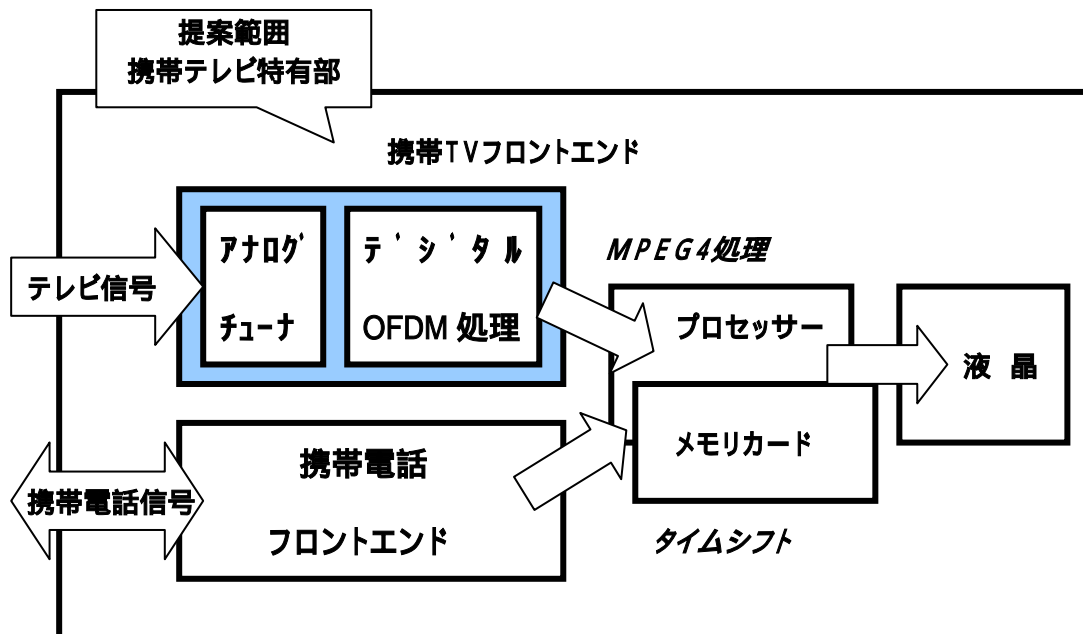 提案範囲
携帯テレビ特有部
携帯TVフロントエンド
アナログ
チューナ
デジタル
OFDM 処理
テレビ信号
MPEG4処理
プロセッサー
液 晶
メモリカード
携帯電話
フロントエンド
携帯電話信号
タイムシフト